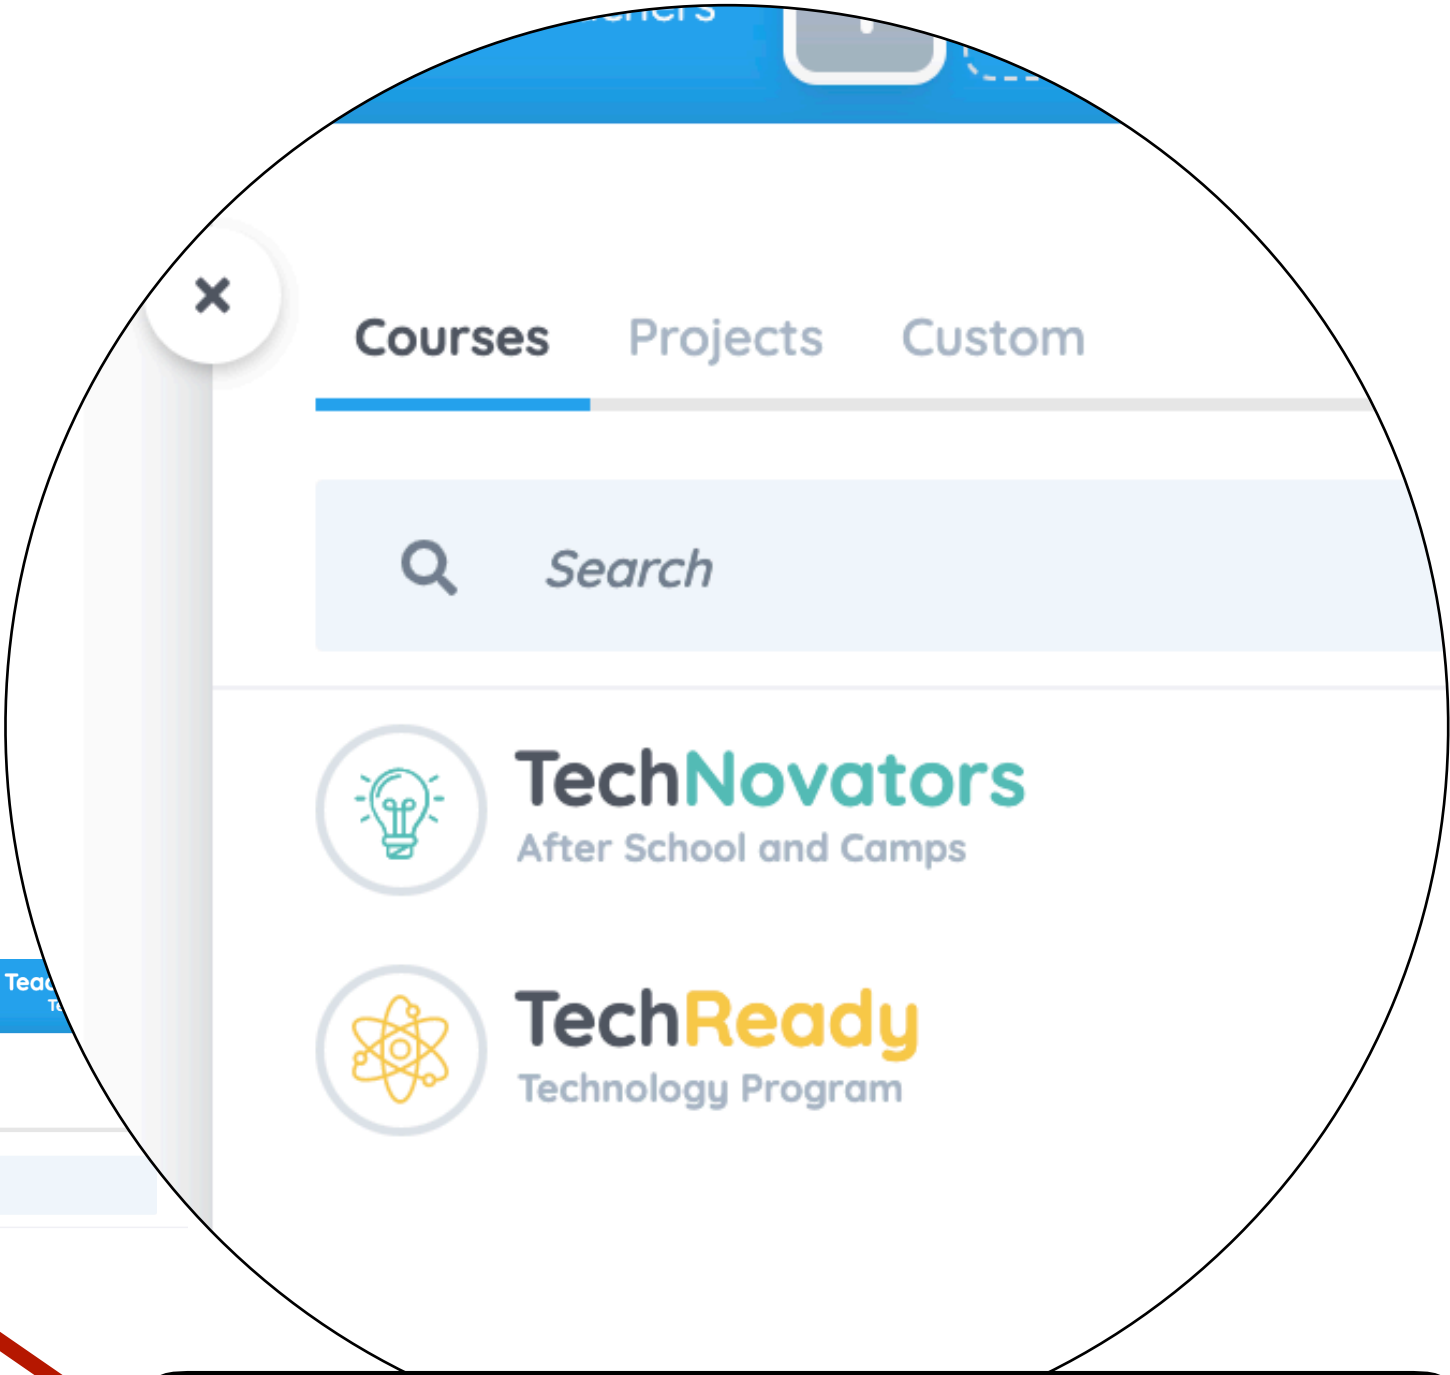 Courses Projects Custom
Search
TechNovators
After School and Camps
TechReady
Technology Program